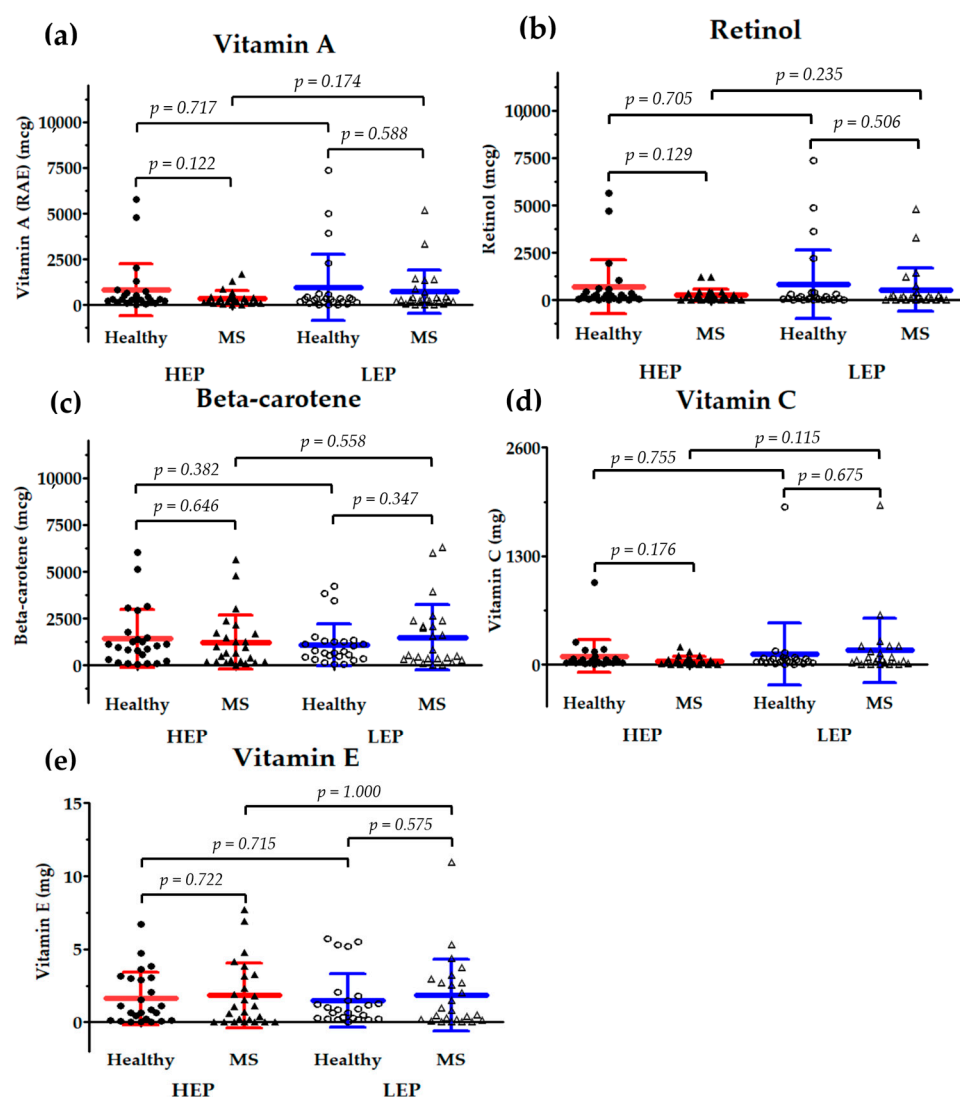 (a)
Vitamin A
p = 0.174
p = 0.717
p = 0.588
p = 0.122
Vitamin A (RAE) (mcg)
10000
7500
5000
2500
0
Healthy MS Healthy MS
HEP LEP
(b)
Retinol
p = 0.235
p = 0.705
p = 0.506
p = 0.129
Retinol (mcg)
10000
7500
5000
2500
0
Healthy MS Healthy MS
HEP LEP
(c)
Beta-carotene
p = 0.558
p = 0.382
p = 0.347
p = 0.646
Beta-carotene (mcg)
10000
7500
5000
2500
0
Healthy MS Healthy MS
HEP LEP
(d)
Vitamin C
p = 0.115
p = 0.755
p = 0.675
p = 0.176
Vitamin C (mg)
2600
1300
0
Healthy MS Healthy MS
HEP LEP
(e)
Vitamin E
p = 1.000
p = 0.575
p = 0.715
p = 0.722
Vitamin E (mg)
15
10
5
0
Healthy MS Healthy MS
HEP LEP